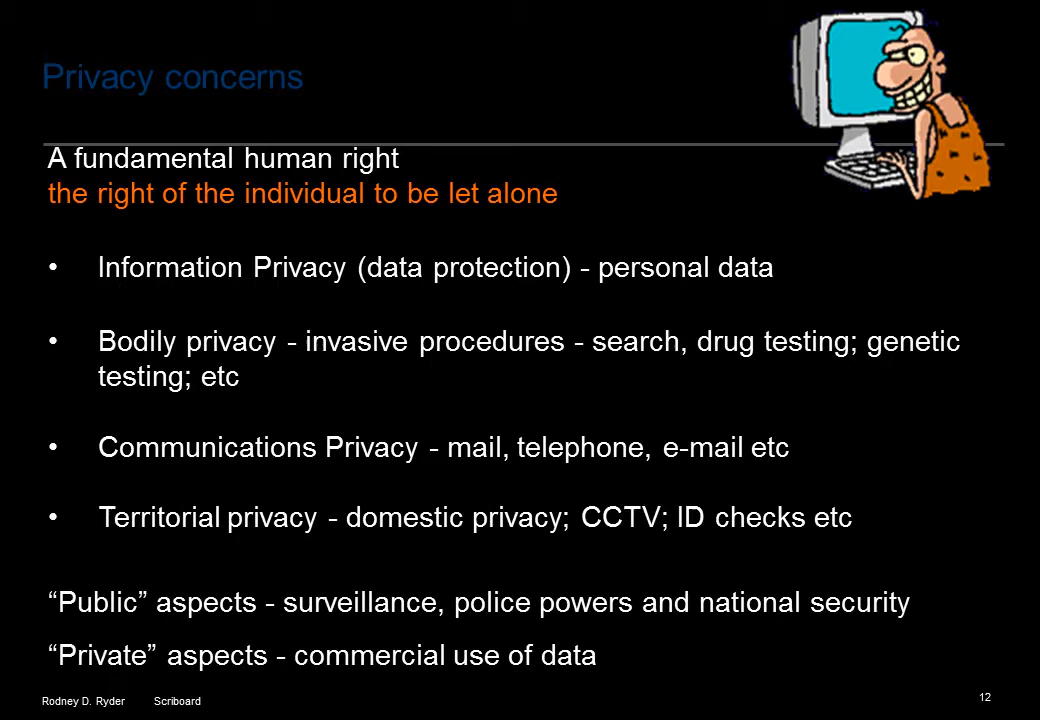 Privacy concerns
A fundamental human right
the right of the individual to be let alone
• Information Privacy (data protection) - personal data
• Bodily privacy - invasive procedures - search, drug testing; genetic
testing; etc
• Communications Privacy - mail, telephone, e-mail etc
• Territorial privacy - domestic privacy; CCTV; ID checks etc
“Public” aspects - surveillance, police powers and national security
“Private” aspects - commercial use of data
Rodney D. Ryder Scriboard
12